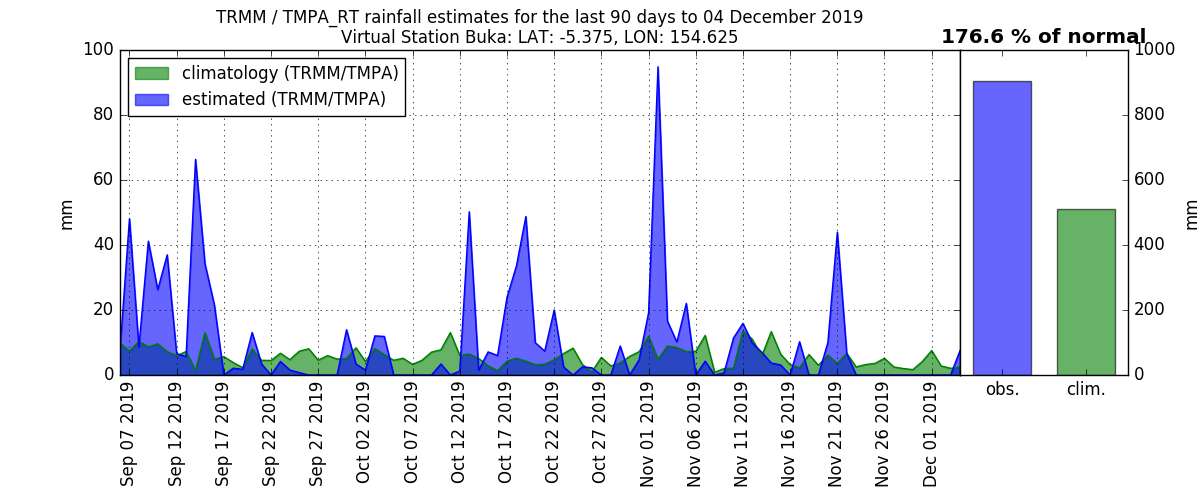 TRMM / TMPA_RT rainfall estimates for the last 90 days to 04 December 2019
Virtual Station Buka: LAT: -5.375, LON: 154.625
176.6 % of normal
climatology (TRMM/TMPA)
estimated (TRMM/TMPA)
100
80
60
40
20
0
mm
Sep 07 2019
Sep 12 2019
Sep 17 2019
Sep 22 2019
Sep 27 2019
Oct 02 2019
Oct 07 2019
Oct 12 2019
Oct 17 2019
Oct 22 2019
Oct 27 2019
Nov 01 2019
Nov 06 2019
Nov 11 2019
Nov 16 2019
Nov 21 2019
Nov 26 2019
Dec 01 2019
1000
800
600
400
200
0
mm
obs.
clim.